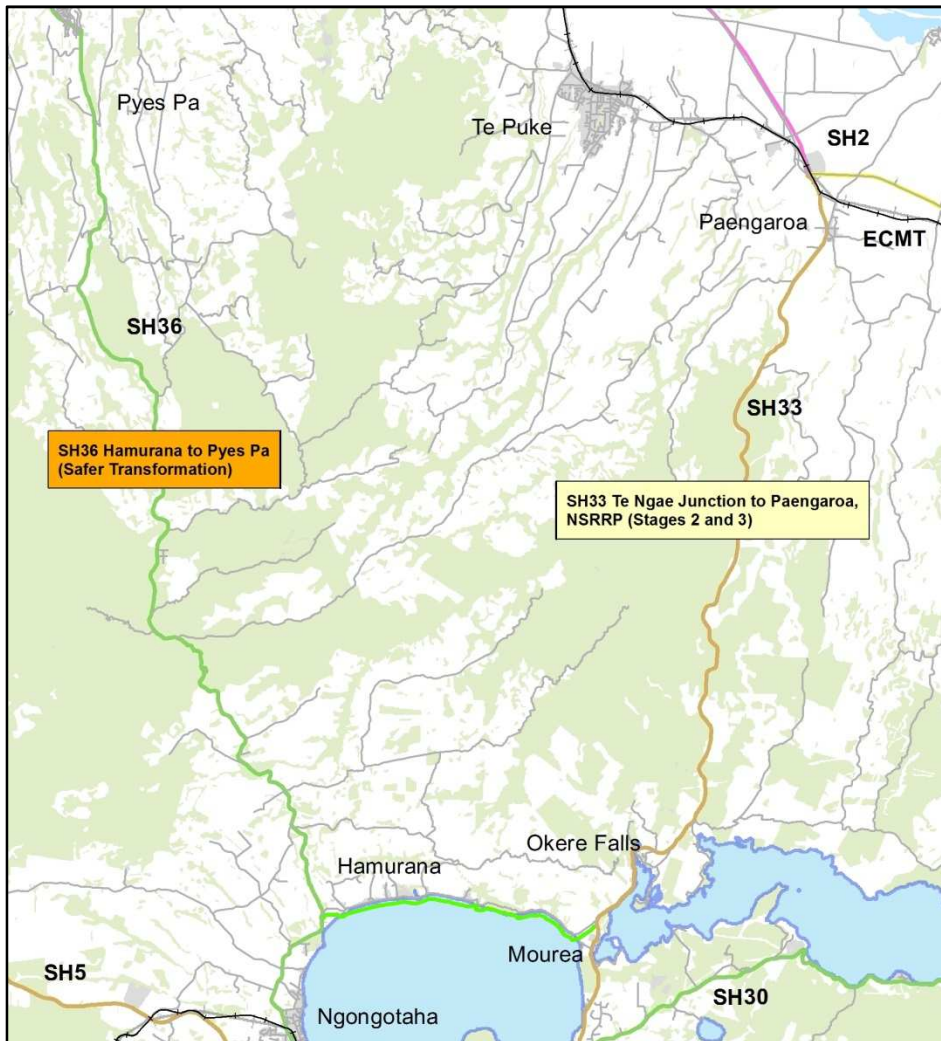 Pyes Pa
Te Puke
SH2
Paengaroa
ECMT
SH36
SH33
SH36 Hamurana to Pyes Pa
(Safer Transformation)
SH33 Te Ngae Junction to Paengaroa,
NSRRP (Stages 2 and 3)
Okere Falls
Hamurana
Mourea
SH5
SH30
Ngongotaha